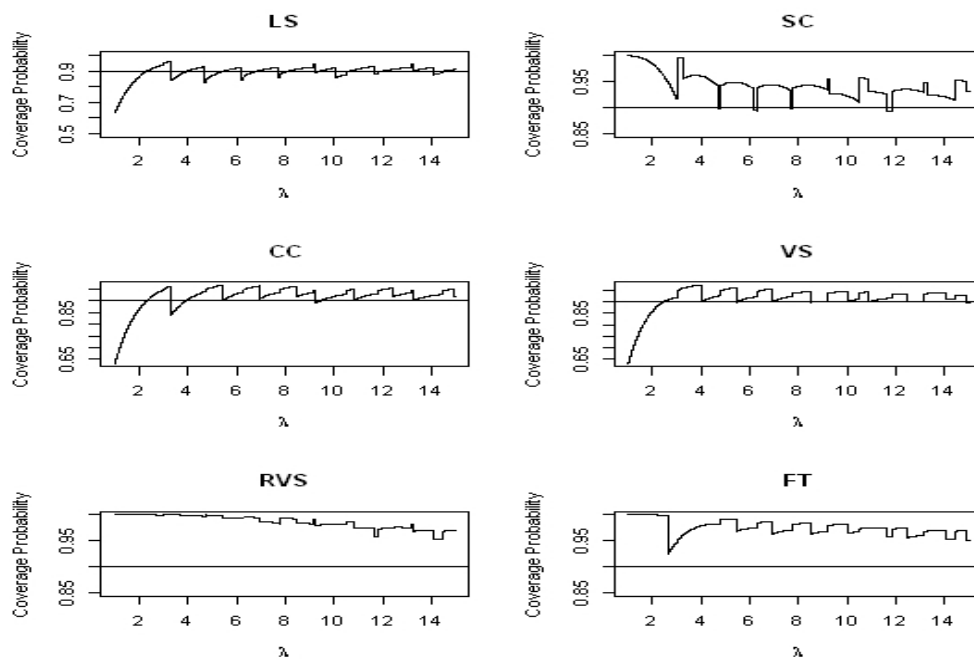 LS
Coverage Probability
0.5 0.7 0.9
2 4 6 8 10 12 14
λ
SC
Coverage Probability
0.85 0.95
2 4 6 8 10 12 14
λ
CC
Coverage Probability
0.65 0.85
2 4 6 8 10 12 14
λ
VS
Coverage Probability
0.65 0.85
2 4 6 8 10 12 14
λ
RVS
Coverage Probability
0.85 0.95
2 4 6 8 10 12 14
λ
FT
Coverage Probability
0.85 0.95
2 4 6 8 10 12 14
λ